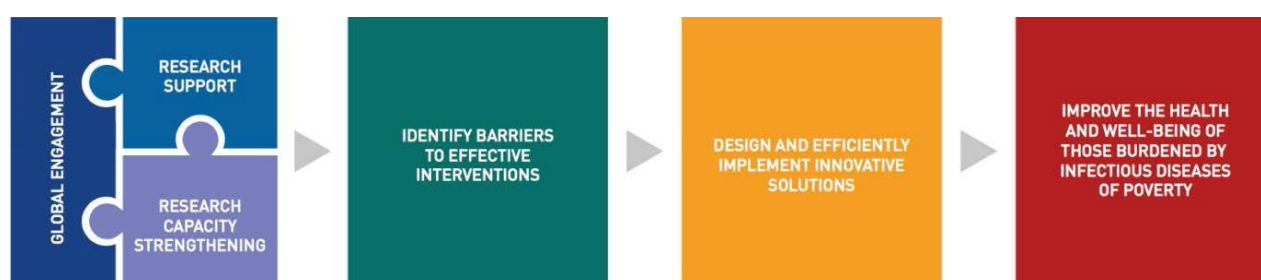 GLOBAL ENGAGEMENT
RESEARCH
SUPPORT
RESEARCH
CAPACITY
STRENGTHENING
IDENTIFY BARRIERS
TO EFFECTIVE
INTERVENTIONS
DESIGN AND EFFICIENTLY
IMPLEMENT INNOVATIVE
SOLUTIONS
IMPROVE THE HEALTH
AND WELL-BEING OF
THOSE BURDENED BY
INFECTIOUS DISEASES
OF POVERTY